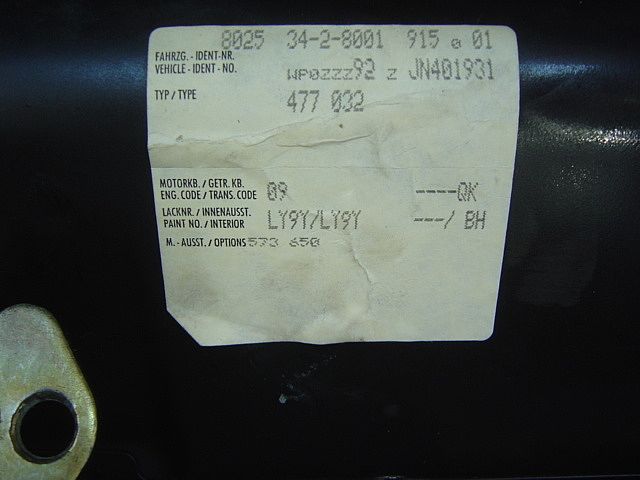 8025 34-2-8001 915 @ 01
FAHRZG. - IDENT-NR.
VEHICLE - IDENT - NO. WP0ZZZ92 Z JN401931
TYP / TYPE 477 032
MOTORKB. / GETR. KB.
ENG. CODE / TRANS. CODE 09 ----QK
LACKNR. / INNENAUSST.
PAINT NO. / INTERIOR LY9Y/LY9Y ---/ BH
M. - AUSST. / OPTIONS 573 650